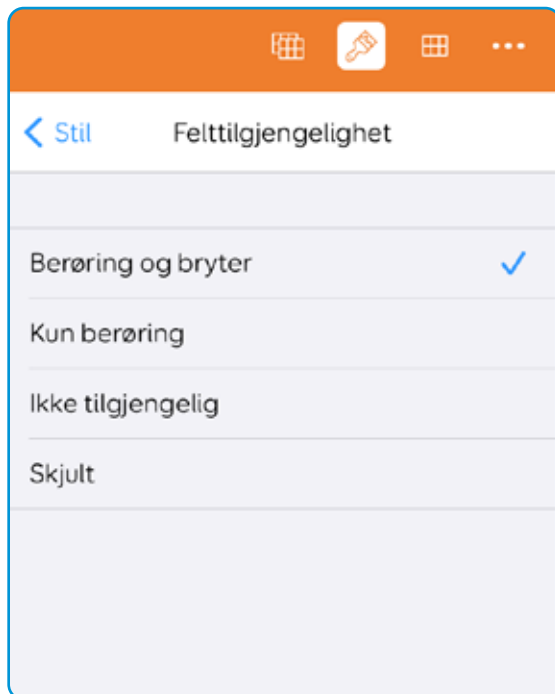 Stil
Felttilgjengelighet
Berøring og bryter
Kun berøring
Ikke tilgjengelig
Skjult